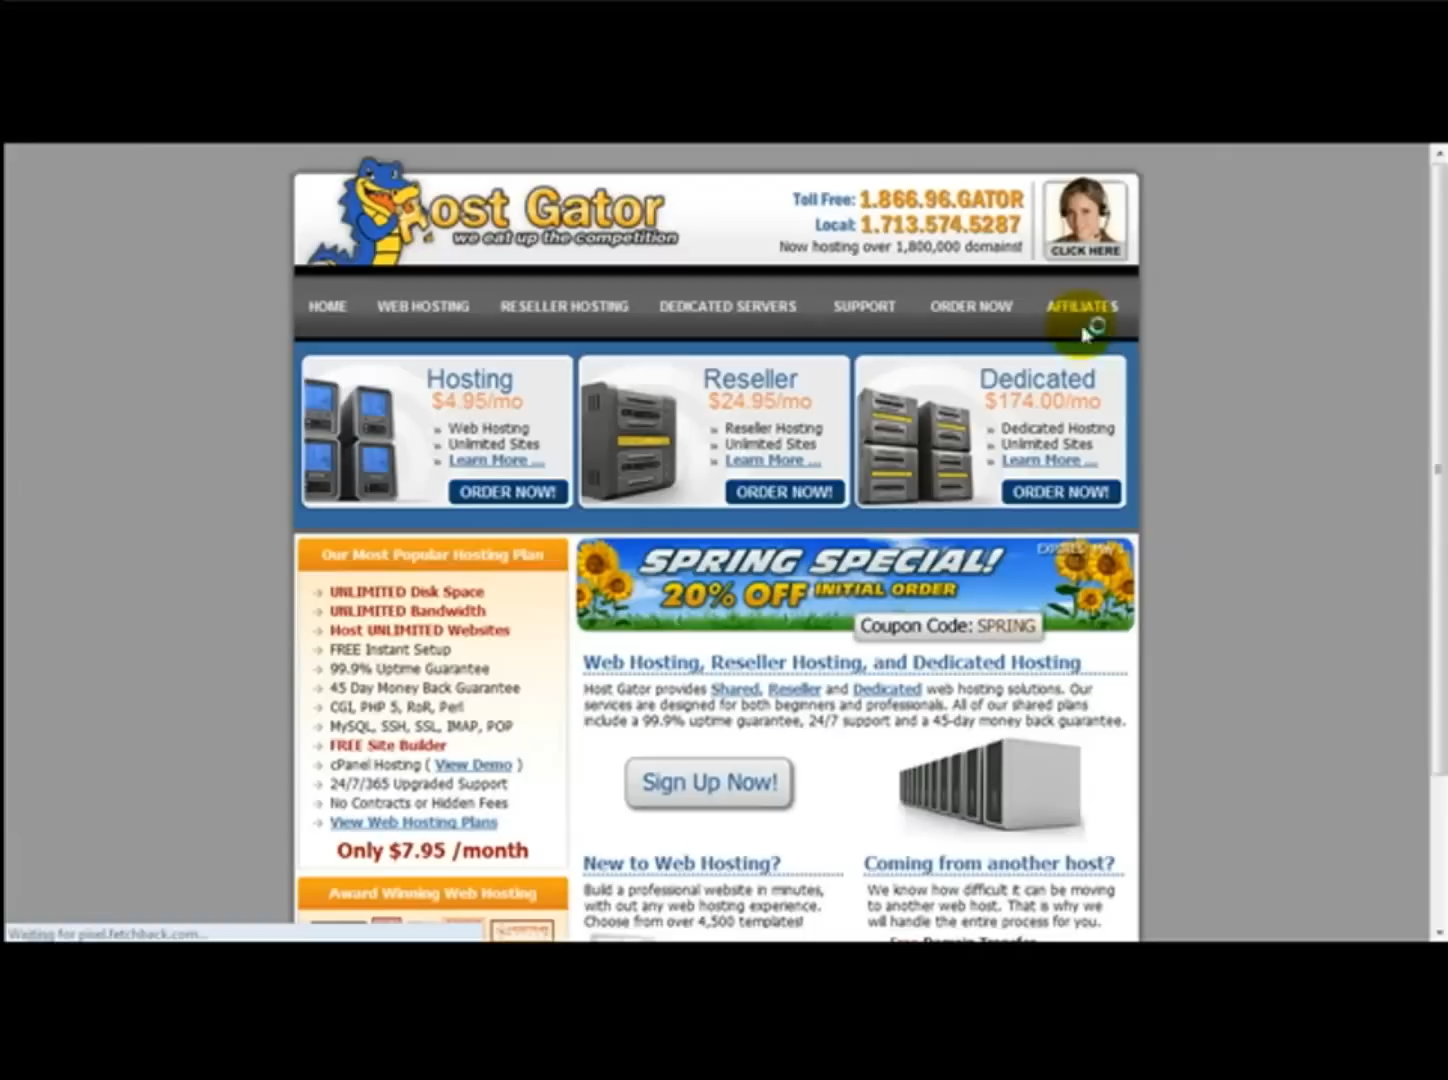 Host Gator
we eat up the competition
Toll Free: 1.866.96.GATOR
Local: 1.713.574.5287
Now hosting over 1,800,000 domains!
CLICK HERE
HOME WEB HOSTING RESELLER HOSTING DEDICATED SERVERS SUPPORT ORDER NOW AFFILIATES
Hosting
$4.95/mo
» Web Hosting
» Unlimited Sites
» Learn More ...
ORDER NOW!
Reseller
$24.95/mo
» Reseller Hosting
» Unlimited Sites
» Learn More ...
ORDER NOW!
Dedicated
$174.00/mo
» Dedicated Hosting
» Unlimited Sites
» Learn More ...
ORDER NOW!
Our Most Popular Hosting Plan
UNLIMITED Disk Space
UNLIMITED Bandwidth
Host UNLIMITED Websites
FREE Instant Setup
99.9% Uptime Guarantee
45 Day Money Back Guarantee
CGI, PHP 5, RoR, Perl
MySQL, SSH, SSL, IMAP, POP
FREE Site Builder
cPanel Hosting ( View Demo )
24/7/365 Upgraded Support
No Contracts or Hidden Fees
View Web Hosting Plans
Only $7.95 /month
Award Winning Web Hosting
SPRING SPECIAL!
20% OFF INITIAL ORDER
Coupon Code: SPRING
Web Hosting, Reseller Hosting, and Dedicated Hosting
Host Gator provides Shared, Reseller and Dedicated web hosting solutions. Our
services are designed for both beginners and professionals. All of our shared plans
include a 99.9% uptime guarantee, 24/7 support and a 45-day money back guarantee.
Sign Up Now!
New to Web Hosting?
Build a professional website in minutes,
with out any web hosting experience.
Choose from over 4,500 templates!
Coming from another host?
We know how difficult it can be moving
to another web host. That is why we
will handle the entire process for you.
Free Domain Transfer
Waiting for pixel.fetchback.com...